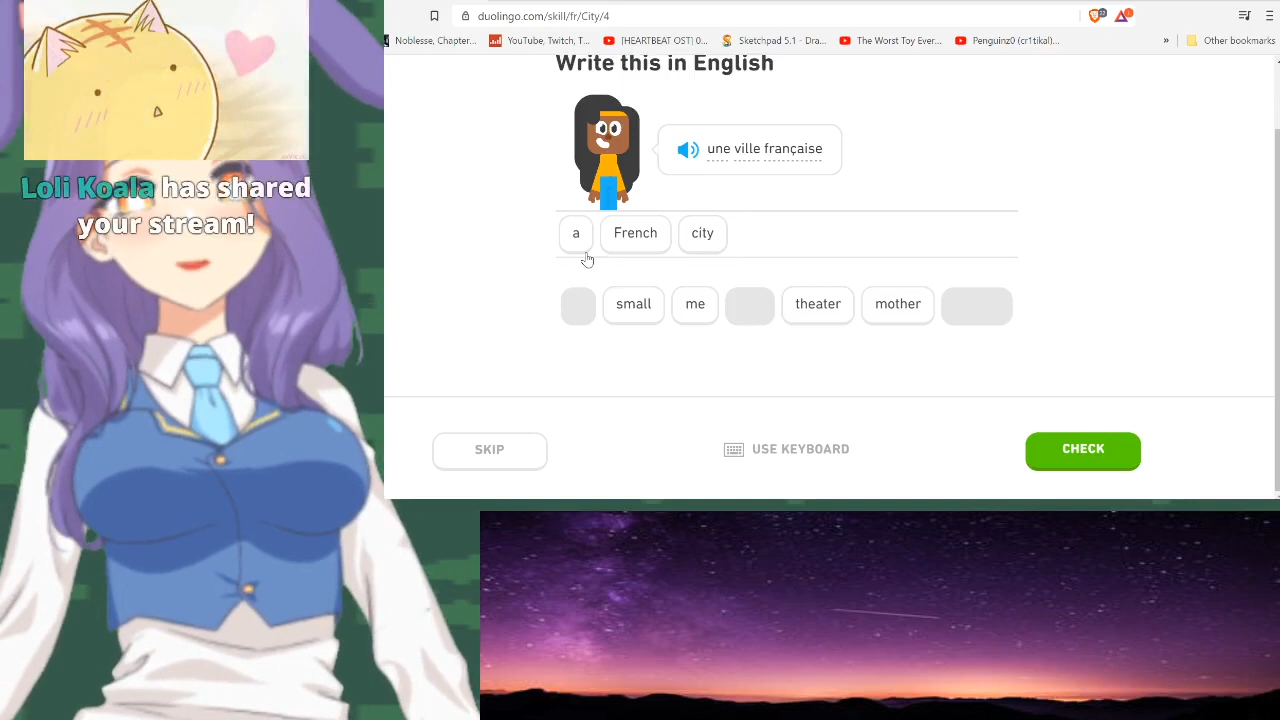 duolingo.com/skill/fr/City/4
Noblesse, Chapter...
YouTube, Twitch, T...
[HEARTBEAT OST] 0...
Sketchpad 5.1 - Dra...
The Worst Toy Ever...
Penguinz0 (cr1tikal)...
»
Other bookmarks
Write this in English
une ville française
Loli Koala has shared
your stream!
a French city
small me theater mother
SKIP
USE KEYBOARD
CHECK